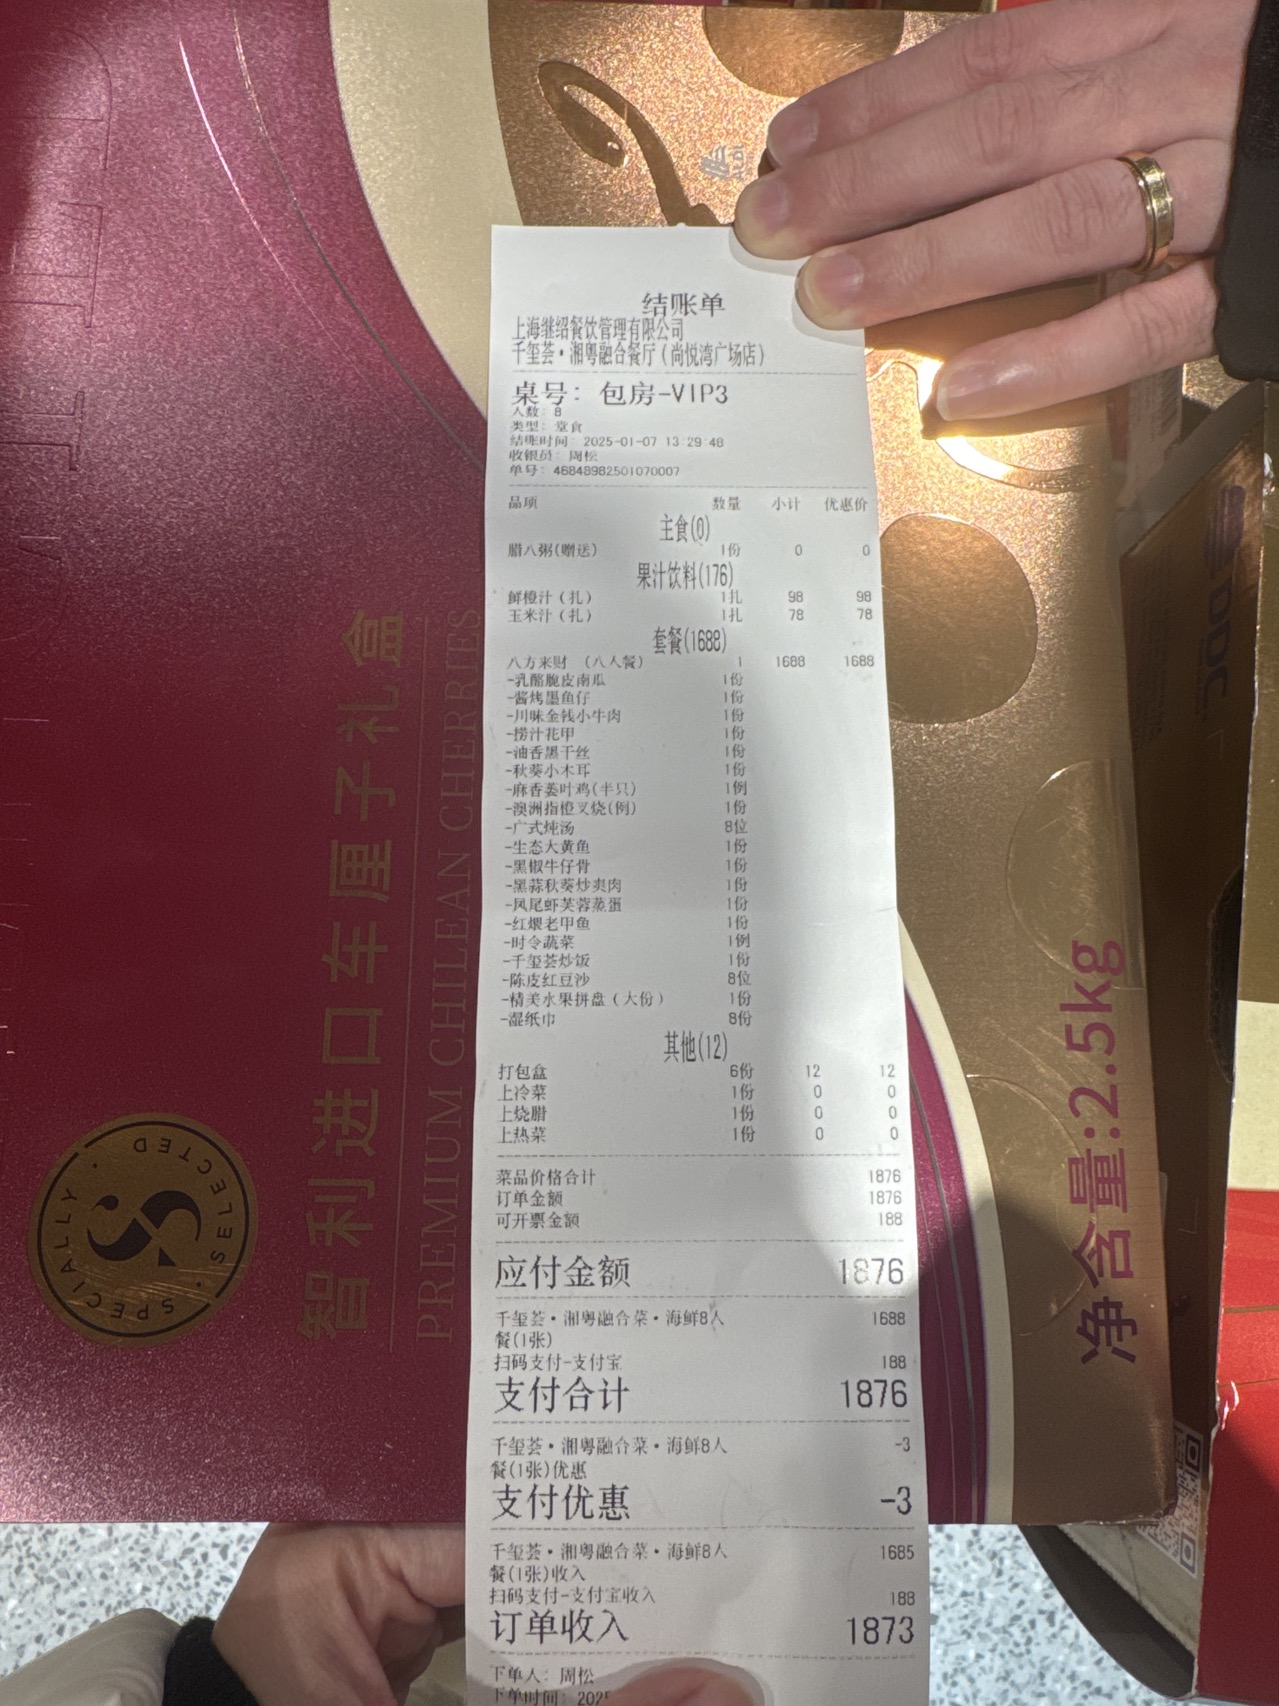 结账单
上海继绍餐饮管理有限公司
千玺荟·湘粤融合餐厅(尚悦湾广场店)
桌号: 包房-VIP3
人数: 8
类型: 堂食
结账时间: 2025-01-07 13:29:48
收银员: 周松
单号: 46848982501070007
品项 数量 小计 优惠价
主食(0)
腊八粥(赠送) 1份 0 0
果汁饮料(176)
鲜橙汁(扎) 1扎 98 98
玉米汁(扎) 1扎 78 78
套餐(1688)
八方来财 (八人餐) 1 1688 1688
-乳酪脆皮南瓜 1份
-酱烤墨鱼仔 1份
-川味金钱小牛肉 1份
-捞汁花甲 1份
-油香黑干丝 1份
-秋葵小木耳 1份
-麻香蒌叶鸡(半只) 1例
-澳洲指橙叉烧(例) 1份
-广式炖汤 8位
-生态大黄鱼 1份
-黑椒牛仔骨 1份
-黑蒜秋葵炒爽肉 1份
-凤尾虾芙蓉蒸蛋 1份
-红煨老甲鱼 1份
-时令蔬菜 1例
-千玺荟炒饭 1份
-陈皮红豆沙 8位
-精美水果拼盘(大份) 1份
-湿纸巾 8份
其他(12)
打包盒 6份 12 12
上冷菜 1份 0 0
上烧腊 1份 0 0
上热菜 1份 0 0
菜品价格合计 1876
订单金额 1876
可开票金额 188
应付金额 1876
千玺荟·湘粤融合菜·海鲜8人 1688
餐(1张)
扫码支付-支付宝 188
支付合计 1876
千玺荟·湘粤融合菜·海鲜8人 -3
餐(1张)优惠
支付优惠 -3
千玺荟·湘粤融合菜·海鲜8人 1685
餐(1张)收入
扫码支付-支付宝收入 188
订单收入 1873
下单人: 周松
下单时间: 202
智利进口车厘子礼盒
PREMIUM CHILEAN CHERRIES
SPECIALLY SELECTED
净含量:2.5kg